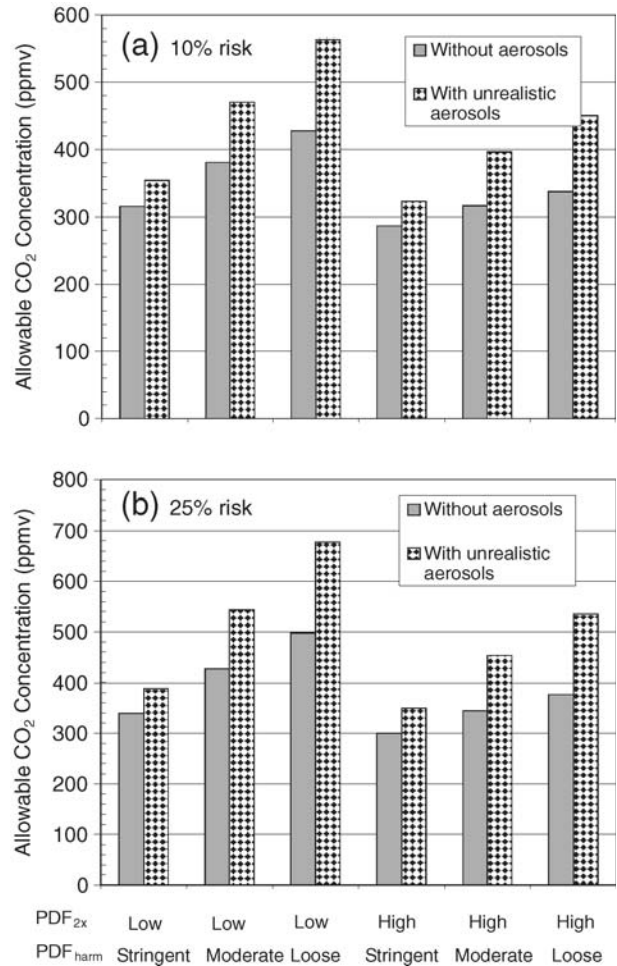 600
500
400
300
200
100
0
Allowable CO₂ Concentration (ppmv)
(a) 10% risk
Without aerosols
With unrealistic
aerosols
800
700
600
500
400
300
200
100
0
Allowable CO₂ Concentration (ppmv)
(b) 25% risk
Without aerosols
With unrealistic
aerosols
PDF₂ₓ Low Low Low High High High
PDFₕₐᵣₘ Stringent Moderate Loose Stringent Moderate Loose